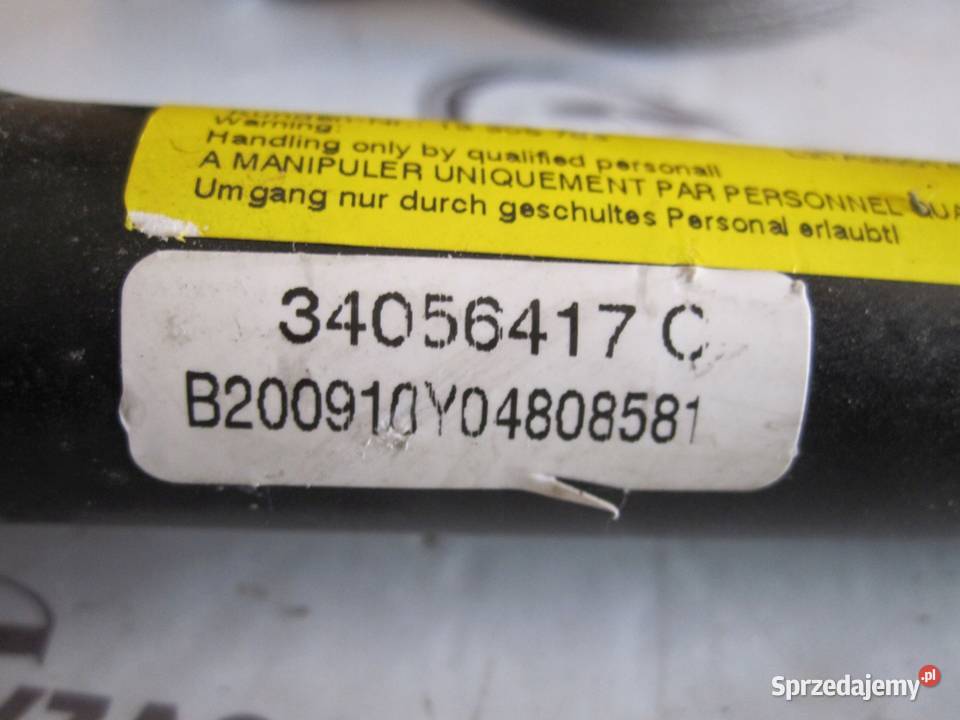 Warning:
Handling only by qualified personall
A MANIPULER UNIQUEMENT PAR PERSONNEL
Umgang nur durch geschultes Personal erlaubt!
34056417 C
B200910Y04808581
Sprzedajemy.pl